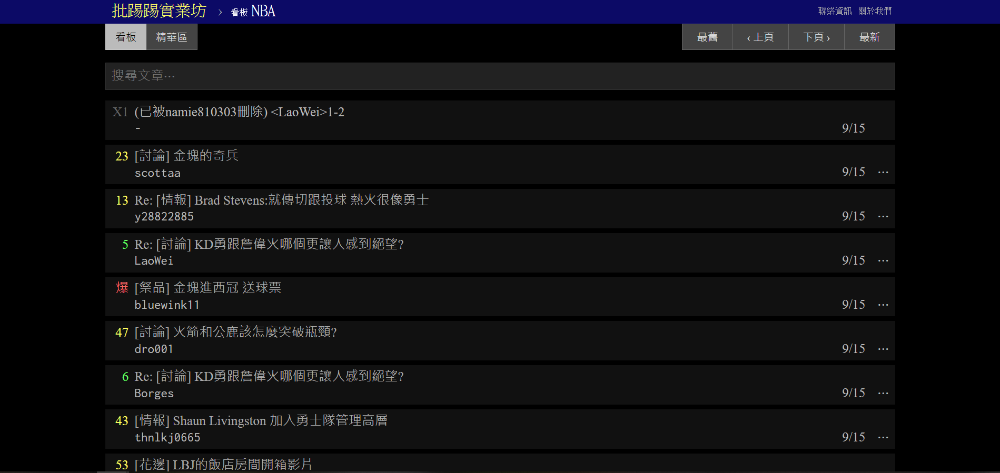 批踢踢實業坊 › 看板 NBA 聯絡資訊 關於我們
看板 精華區 最舊 ‹ 上頁 下頁 › 最新
搜尋文章⋯
X1 (已被namie810303刪除) <LaoWei>1-2
- 9/15
23 [討論] 金塊的奇兵
scottaa 9/15 ⋯
13 Re: [情報] Brad Stevens:就傳切跟投球 熱火很像勇士
y28822885 9/15 ⋯
5 Re: [討論] KD勇跟詹偉火哪個更讓人感到絕望?
LaoWei 9/15 ⋯
爆 [祭品] 金塊進西冠 送球票
bluewink11 9/15 ⋯
47 [討論] 火箭和公鹿該怎麼突破瓶頸?
dro001 9/15 ⋯
6 Re: [討論] KD勇跟詹偉火哪個更讓人感到絕望?
Borges 9/15 ⋯
43 [情報] Shaun Livingston 加入勇士隊管理高層
thnlkj0665 9/15 ⋯
53 [花邊] LBJ的飯店房間開箱影片